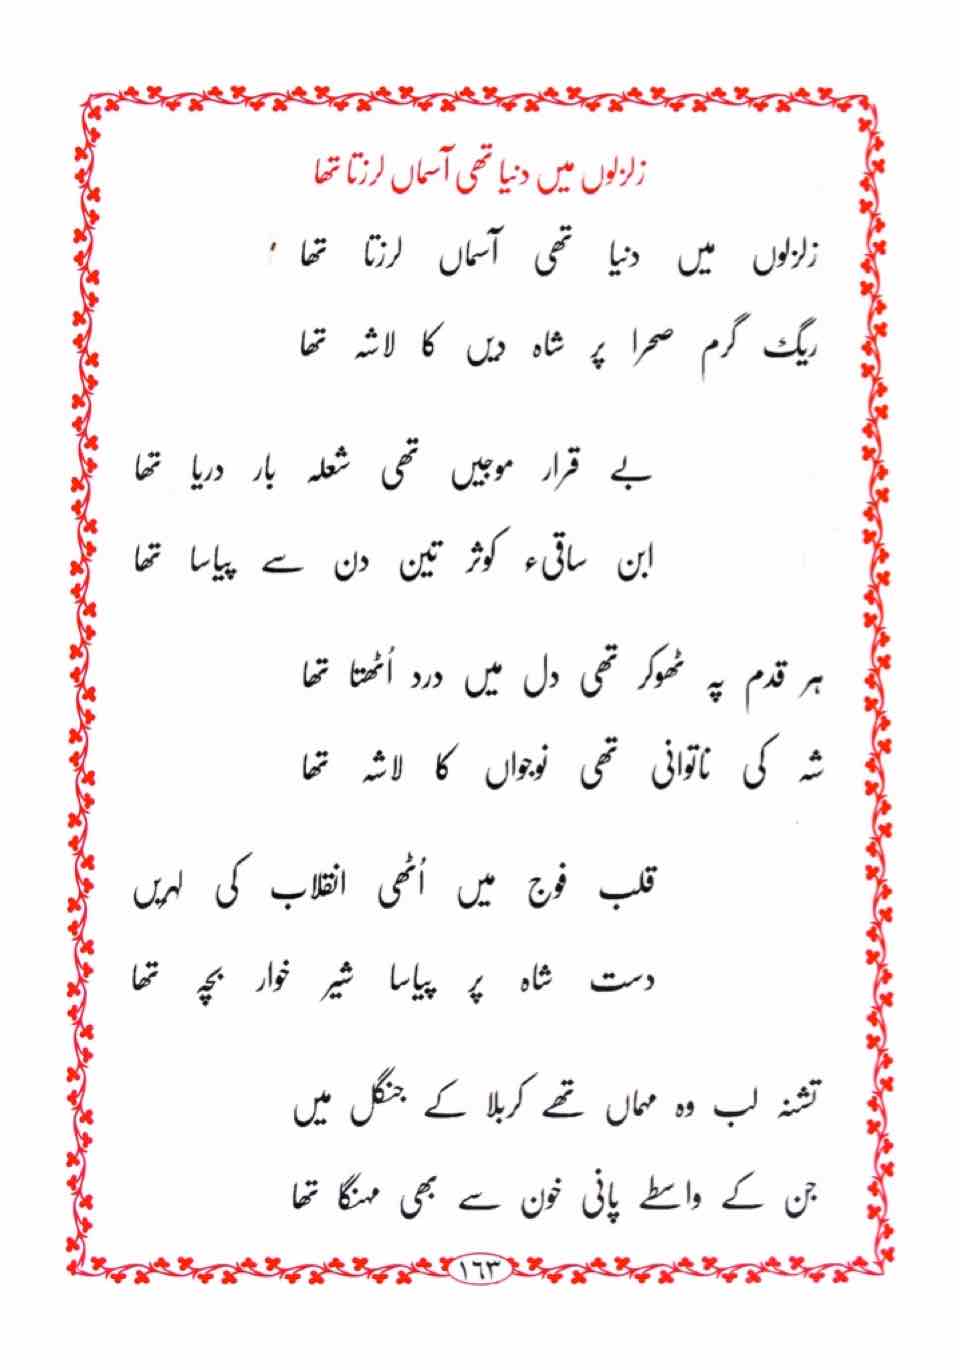 زلزلوں میں دنیا تھی آسماں لرزتا تھا
زلزلوں میں دنیا تھی آسماں لرزتا تھا
ریگ گرم صحرا پر شاہ دیں کا لاشہ تھا
بے قرار موجیں تھی شعلہ بار دریا تھا
ابن ساقیء کوثر تین دن سے پیاسا تھا
ہر قدم پہ ٹھوکر تھی دل میں درد اُٹھتا تھا
شہ کی ناتوانی تھی نوجواں کا لاشہ تھا
قلب فوج میں اُٹھی انقلاب کی لہریں
دست شاہ پر پیاسا شیر خوار بچہ تھا
تشنہ لب وہ مہماں تھے کربلا کے جنگل میں
جن کے واسطے پانی خون سے بھی مہنگا تھا
١٦٣